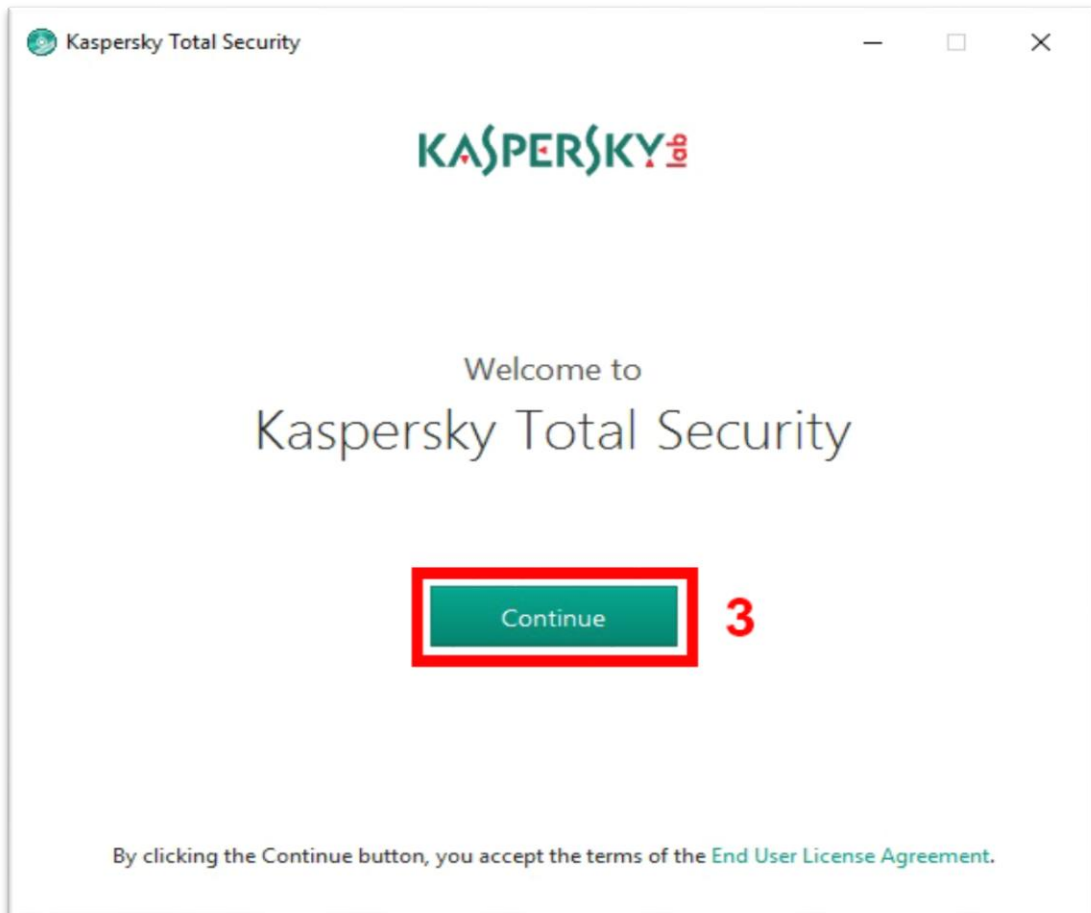 Kaspersky Total Security
KASPERSKY lab
Welcome to
Kaspersky Total Security
Continue
3
By clicking the Continue button, you accept the terms of the End User License Agreement.